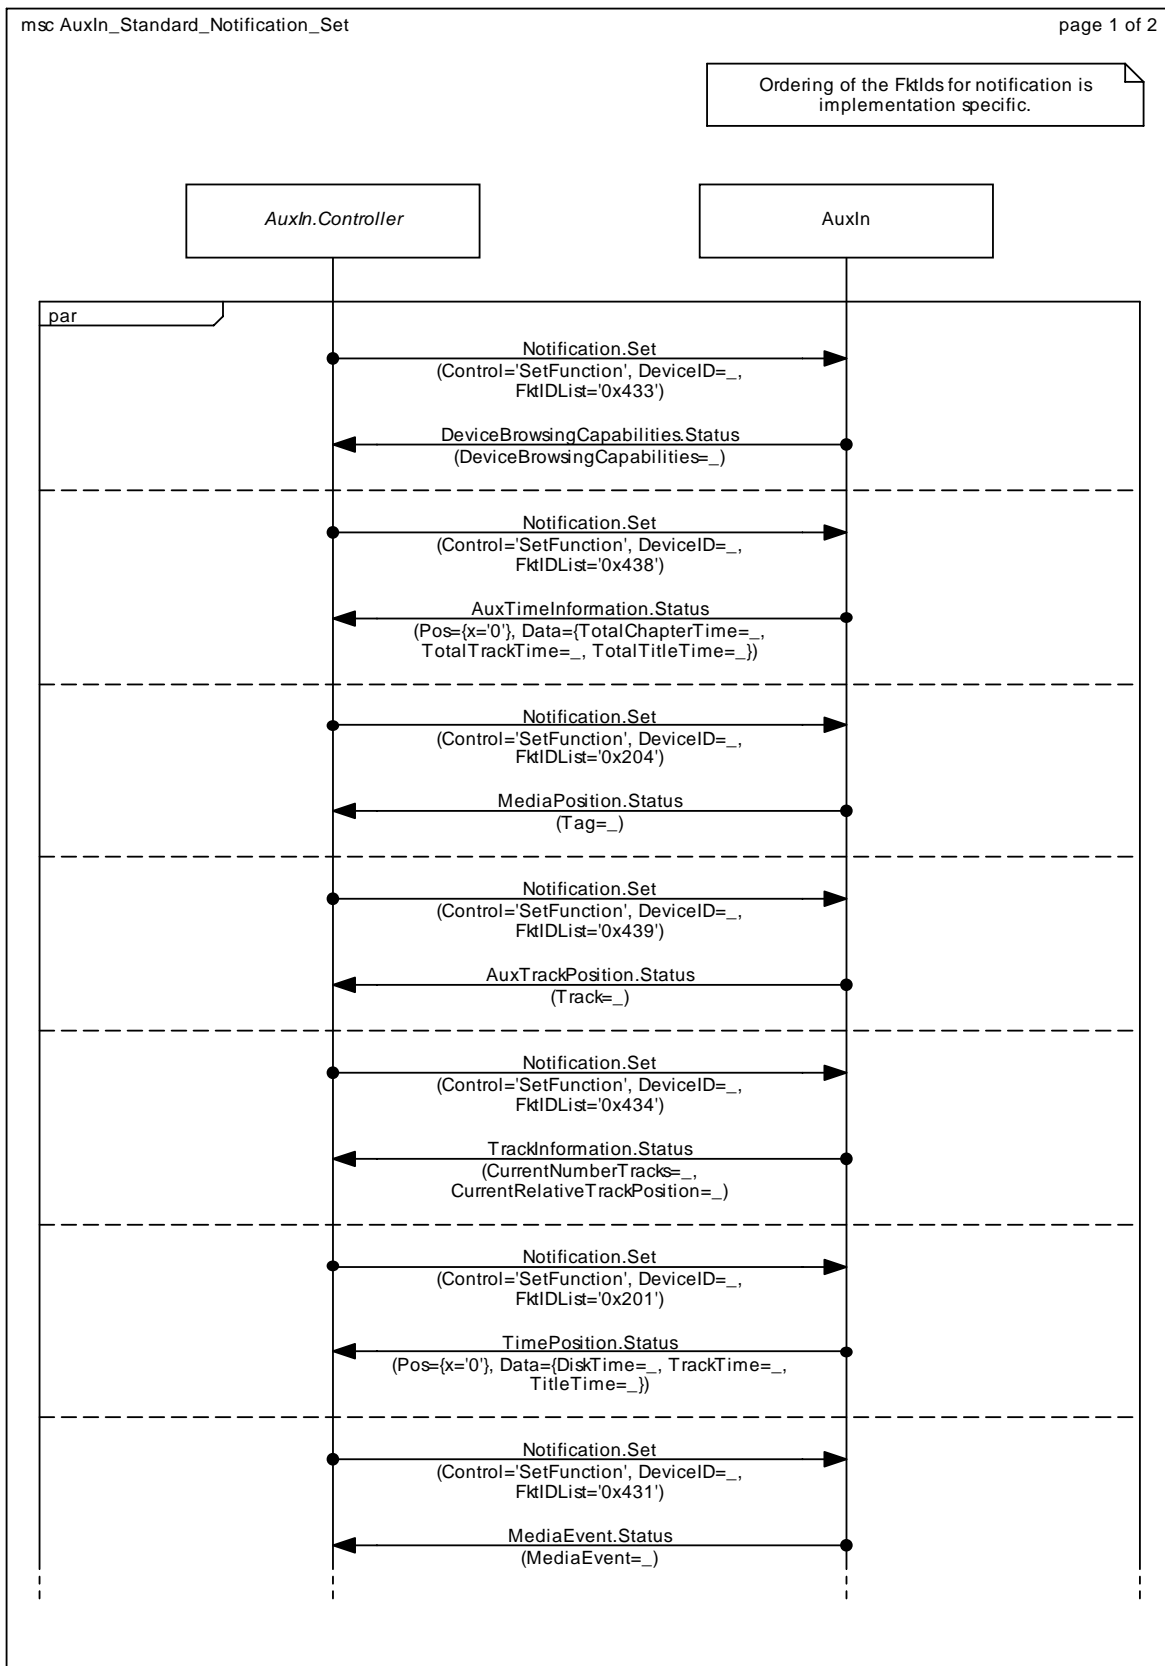 msc AuxIn_Standard_Notification_Set
page 1 of 2
Ordering of the FktIds for notification is
implementation specific.
AuxIn.Controller
AuxIn
par
Notification.Set
(Control='SetFunction', DeviceID=_,
FktIDList='0x433')
DeviceBrowsingCapabilities.Status
(DeviceBrowsingCapabilities=_)
Notification.Set
(Control='SetFunction', DeviceID=_,
FktIDList='0x438')
AuxTimeInformation.Status
(Pos={x='0'}, Data={TotalChapterTime=_,
TotalTrackTime=_, TotalTitleTime=_})
Notification.Set
(Control='SetFunction', DeviceID=_,
FktIDList='0x204')
MediaPosition.Status
(Tag=_)
Notification.Set
(Control='SetFunction', DeviceID=_,
FktIDList='0x439')
AuxTrackPosition.Status
(Track=_)
Notification.Set
(Control='SetFunction', DeviceID=_,
FktIDList='0x434')
TrackInformation.Status
(CurrentNumberTracks=_,
CurrentRelativeTrackPosition=_)
Notification.Set
(Control='SetFunction', DeviceID=_,
FktIDList='0x201')
TimePosition.Status
(Pos={x='0'}, Data={DiskTime=_, TrackTime=_,
TitleTime=_})
Notification.Set
(Control='SetFunction', DeviceID=_,
FktIDList='0x431')
MediaEvent.Status
(MediaEvent=_)